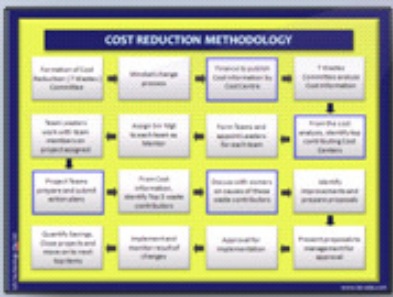 COST REDUCTION METHODOLOGY
Formation of Cost
Reduction (7 Wastes)
Committee
Mindset change
process
Finance to publish
Cost Information by
Cost Centre
7 Wastes
Committee analyze
Cost Information
Team Leaders
work with team
members on
project assigned
Assign Snr Mgt
to each team as
Mentor
Form Teams and
appoint Leaders
for each team
From the cost
analysis, identify top
contributing Cost
Centers
Project Teams
prepare and submit
action plans
From Cost
Information,
identify Top 3 waste
contributors
Discuss with owners
on causes of these
waste contributors
Identify
improvements and
prepare proposals
Quantify Savings.
Close projects and
move on to next
top items
Implement and
monitor result of
changes
Approval for
implementation
Present proposals to
management for
approval